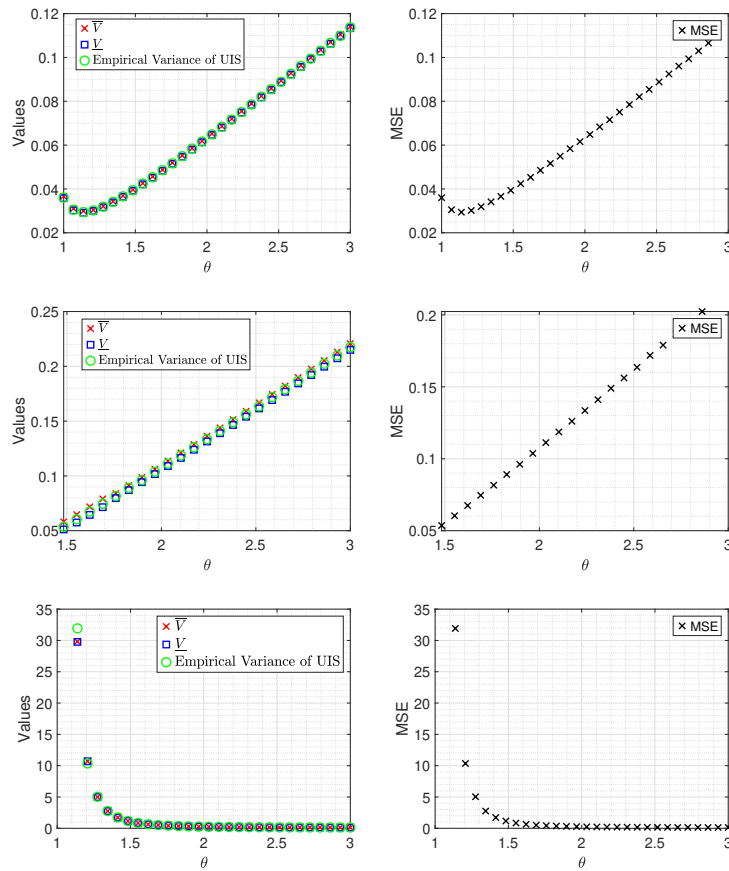 0.12
0.1
0.08
0.06
0.04
0.02
Values
1
1.5
2
2.5
3
θ
V̅
V̲
Empirical Variance of UIS
0.12
0.1
0.08
0.06
0.04
0.02
MSE
1
1.5
2
2.5
3
θ
MSE
0.25
0.2
0.15
0.1
0.05
Values
1.5
2
2.5
3
θ
V̅
V̲
Empirical Variance of UIS
0.2
0.15
0.1
0.05
MSE
1.5
2
2.5
3
θ
MSE
35
30
25
20
15
10
5
0
Values
1
1.5
2
2.5
3
θ
V̅
V̲
Empirical Variance of UIS
35
30
25
20
15
10
5
0
MSE
1
1.5
2
2.5
3
θ
MSE